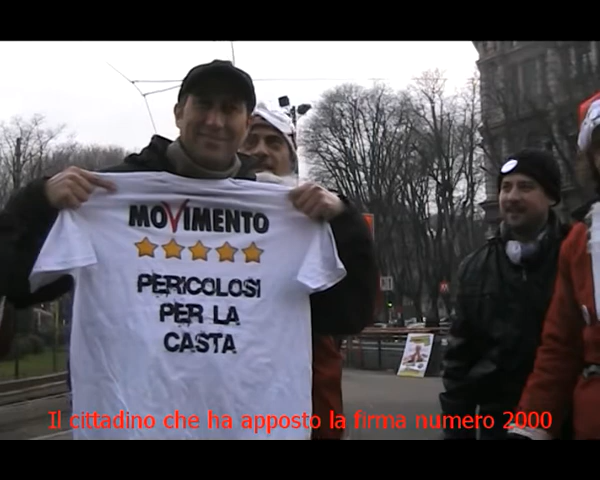 MOVIMENTO
PERICOLOSI
PER LA
CASTA
Il cittadino che ha apposto la firma numero 2000